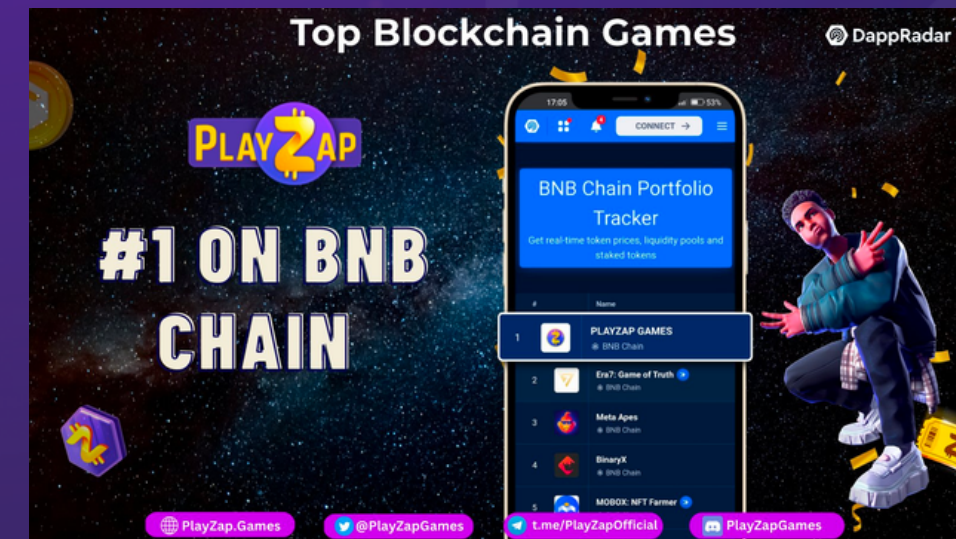 Top Blockchain Games
DappRadar
PLAYZAP
#1 ON BNB
CHAIN
17:05
53%
CONNECT →
BNB Chain Portfolio
Tracker
Get real-time token prices, liquidity pools and
staked tokens
# Name
1 PLAYZAP GAMES
BNB Chain
2 Era7: Game of Truth
BNB Chain
3 Meta Apes
BNB Chain
4 BinaryX
BNB Chain
5 MOBOX: NFT Farmer
PlayZap.Games
@PlayZapGames
t.me/PlayZapOfficial
PlayZapGames